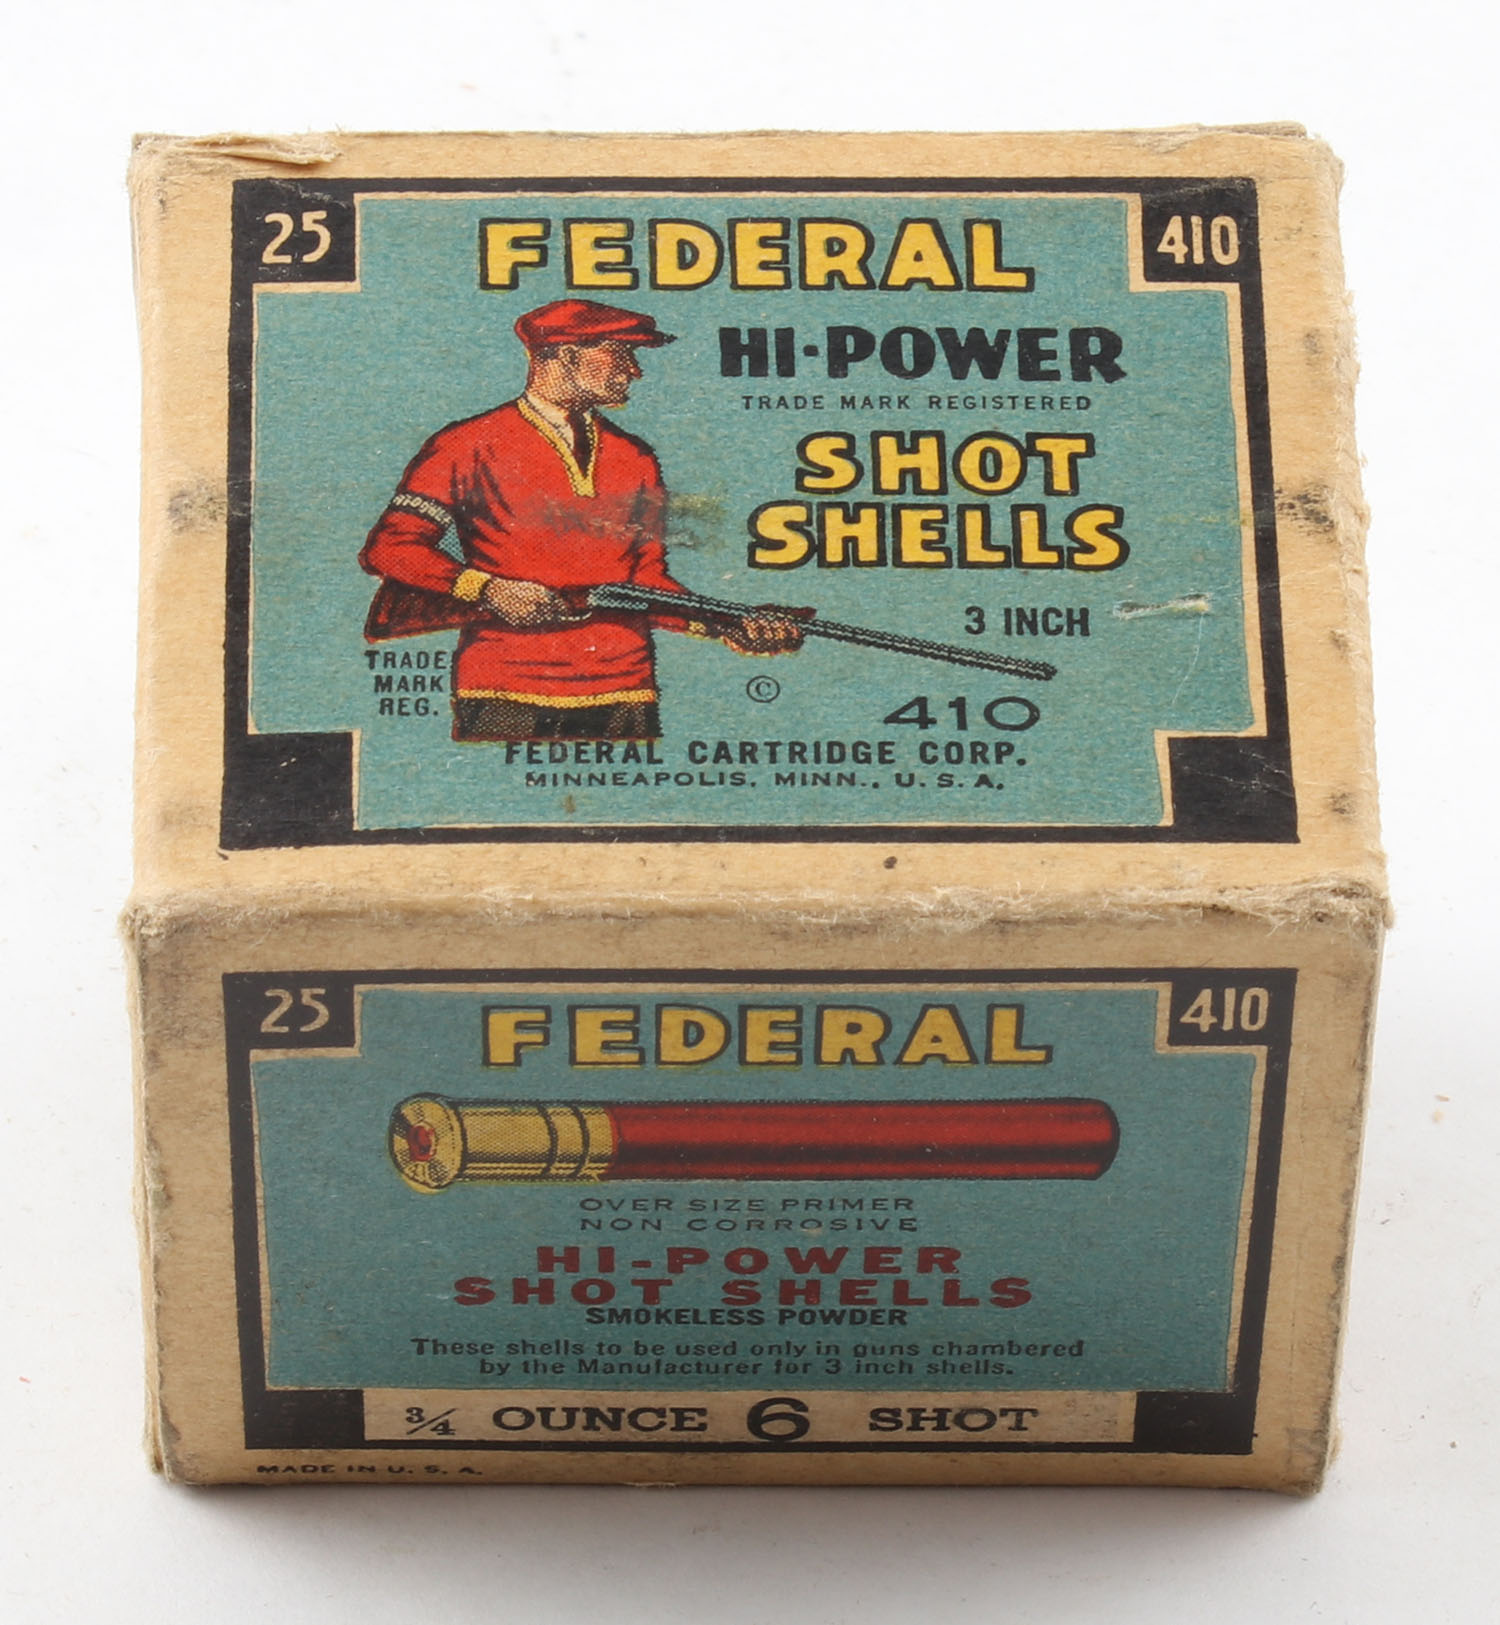 25
410
FEDERAL
HI-POWER
TRADE MARK REGISTERED
SHOT
SHELLS
3 INCH
TRADE
MARK
REG.
©
410
FEDERAL CARTRIDGE CORP.
MINNEAPOLIS, MINN., U. S. A.
25
410
FEDERAL
OVER SIZE PRIMER
NON CORROSIVE
HI-POWER
SHOT SHELLS
SMOKELESS POWDER
These shells to be used only in guns chambered
by the Manufacturer for 3 inch shells.
3/4 OUNCE 6 SHOT
MADE IN U. S. A.